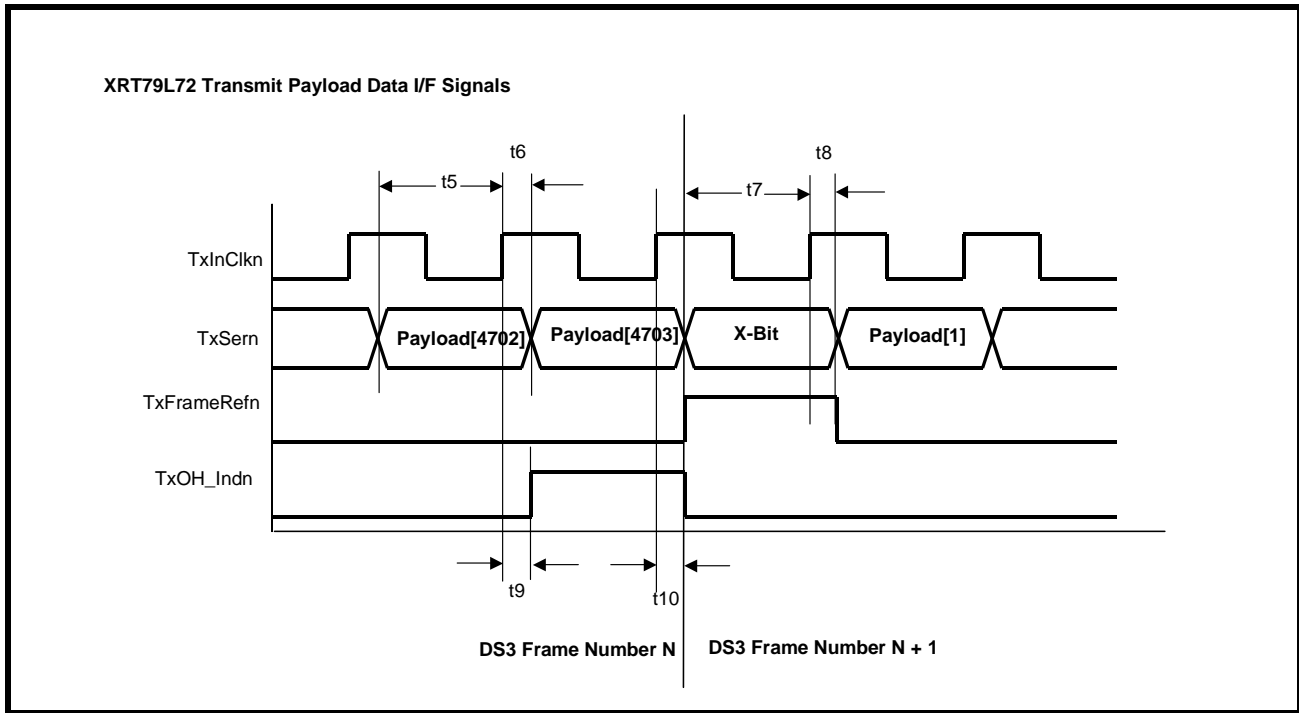 XRT79L72 Transmit Payload Data I/F Signals
t6
t8
t5
t7
TxInClkn
TxSern
Payload[4702]
Payload[4703]
X-Bit
Payload[1]
TxFrameRefn
TxOH_Indn
t9
t10
DS3 Frame Number N
DS3 Frame Number N + 1